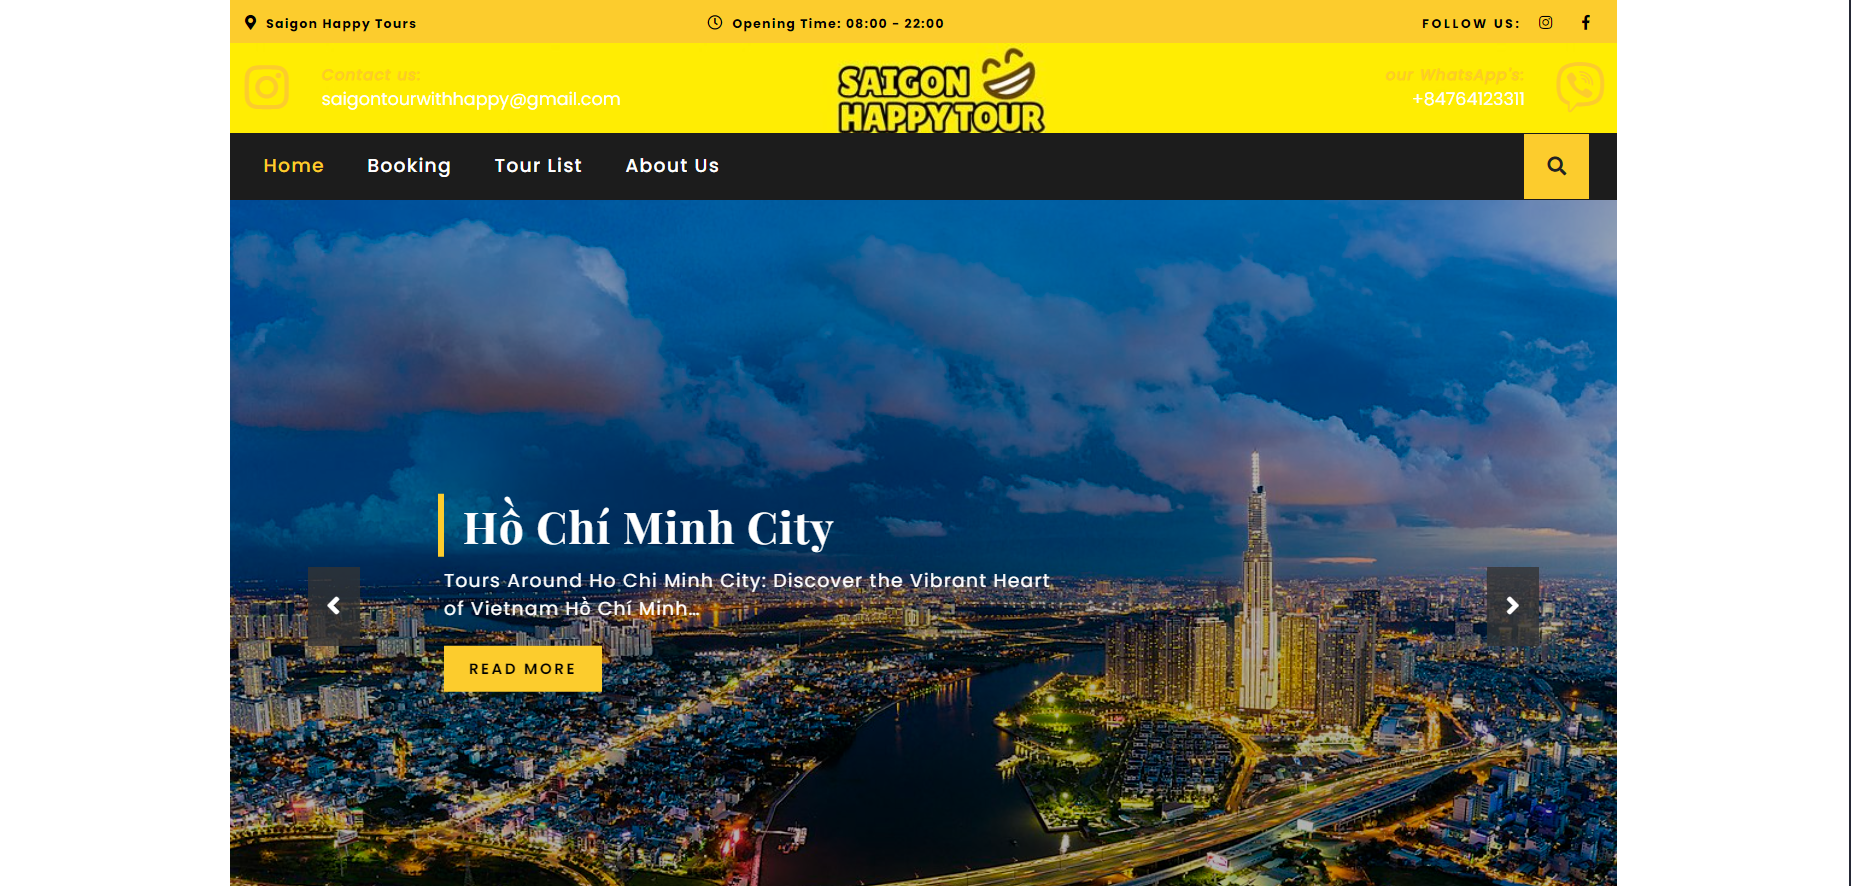 Saigon Happy Tours
Opening Time: 08:00 - 22:00
FOLLOW US:
Contact us:
saigontourwithhappy@gmail.com
SAIGON
HAPPY TOUR
our WhatsApp's:
+84764123311
Home
Booking
Tour List
About Us
Hồ Chí Minh City
Tours Around Ho Chi Minh City: Discover the Vibrant Heart
of Vietnam Hồ Chí Minh...
READ MORE